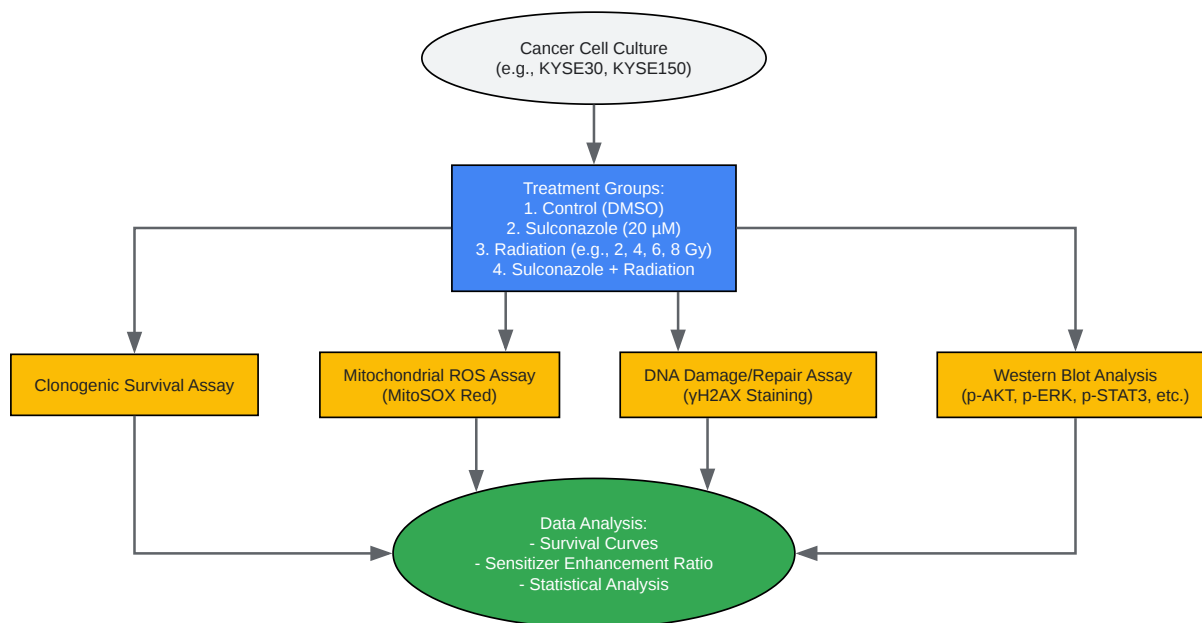 Cancer Cell Culture
(e.g., KYSE30, KYSE150)
Treatment Groups:
1. Control (DMSO)
2. Sulconazole (20 µM)
3. Radiation (e.g., 2, 4, 6, 8 Gy)
4. Sulconazole + Radiation
Clonogenic Survival Assay
Mitochondrial ROS Assay
(MitoSOX Red)
DNA Damage/Repair Assay
(γH2AX Staining)
Western Blot Analysis
(p-AKT, p-ERK, p-STAT3, etc.)
Data Analysis:
- Survival Curves
- Sensitizer Enhancement Ratio
- Statistical Analysis